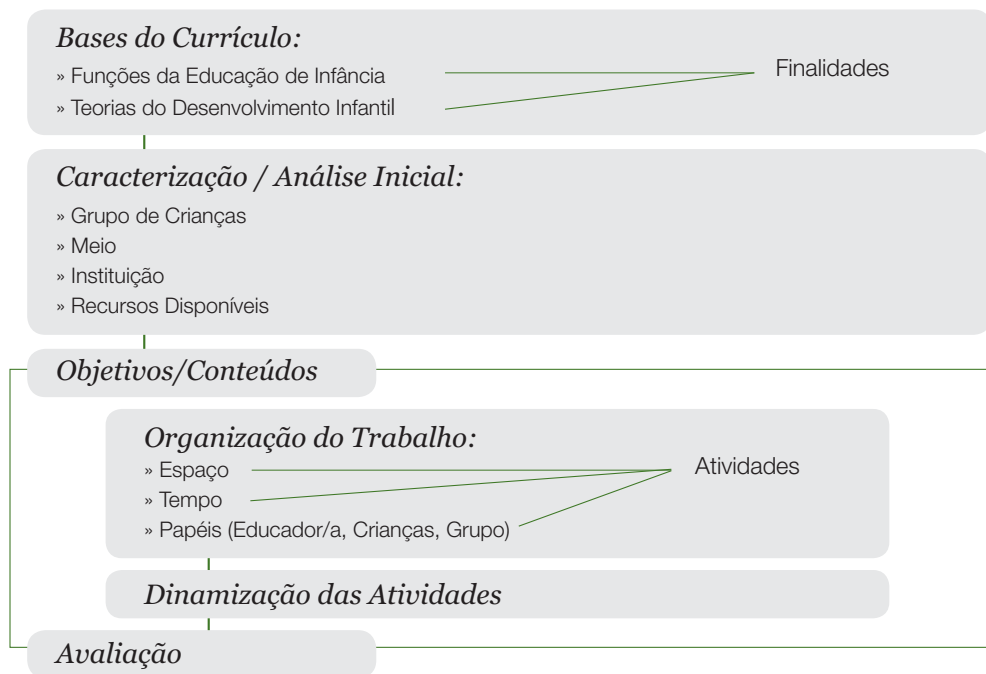 Bases do Currículo:
» Funções da Educação de Infância
Finalidades
» Teorias do Desenvolvimento Infantil
Caracterização / Análise Inicial:
» Grupo de Crianças
» Meio
» Instituição
» Recursos Disponíveis
Objetivos/Conteúdos
Organização do Trabalho:
» Espaço
Atividades
» Tempo
» Papéis (Educador/a, Crianças, Grupo)
Dinamização das Atividades
Avaliação